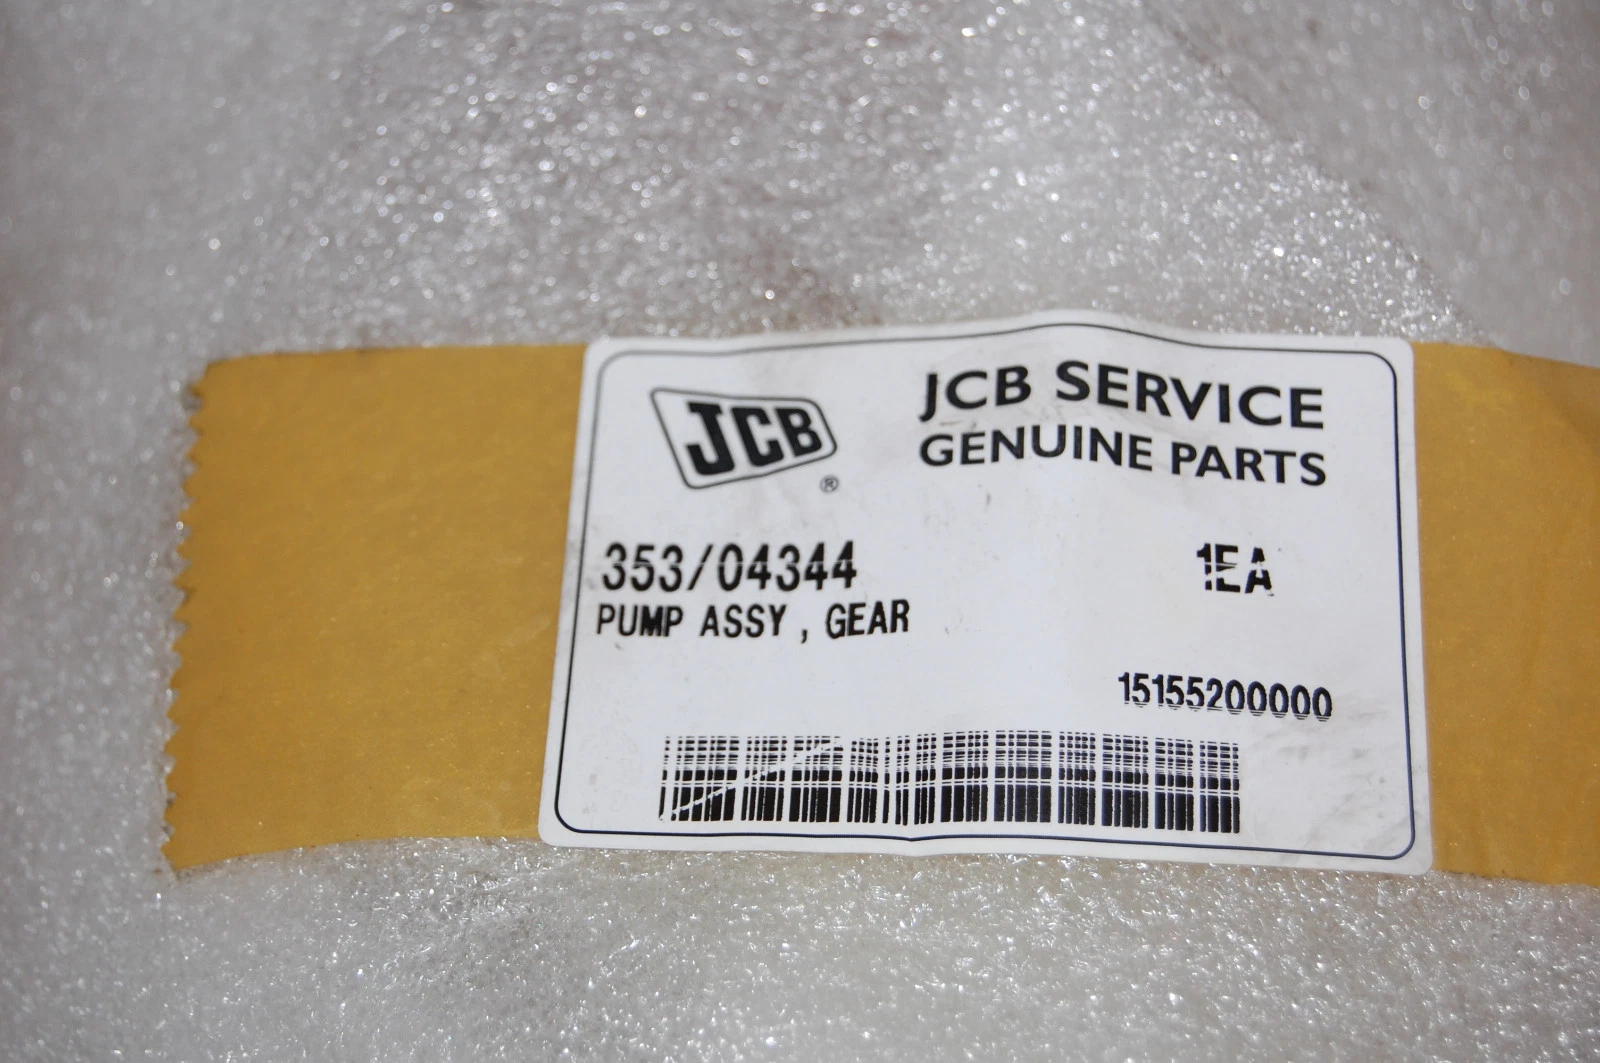 JCB
®
JCB SERVICE
GENUINE PARTS
353/04344 1EA
PUMP ASSY, GEAR
15155200000